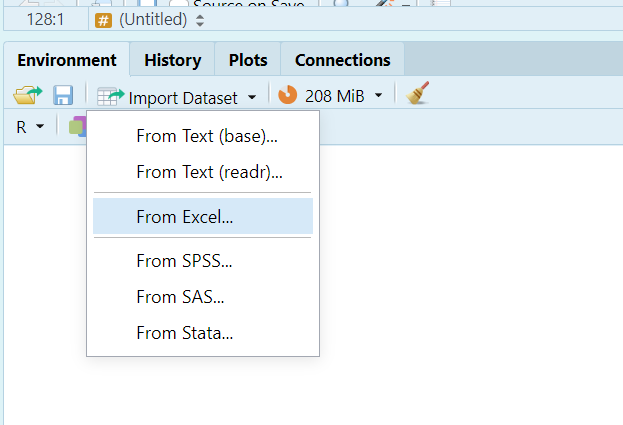 Source on Save
128:1 # (Untitled)
Environment History Plots Connections
Import Dataset 208 MiB
R
From Text (base)...
From Text (readr)...
From Excel...
From SPSS...
From SAS...
From Stata...